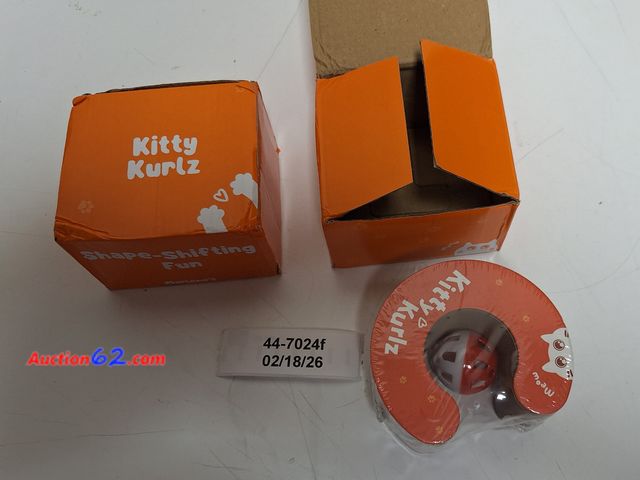 Kitty
Kurlz
Shape-Shifting
Fun
Kitty Kurlz
Meow
44-7024f
02/18/26
Auction62.com